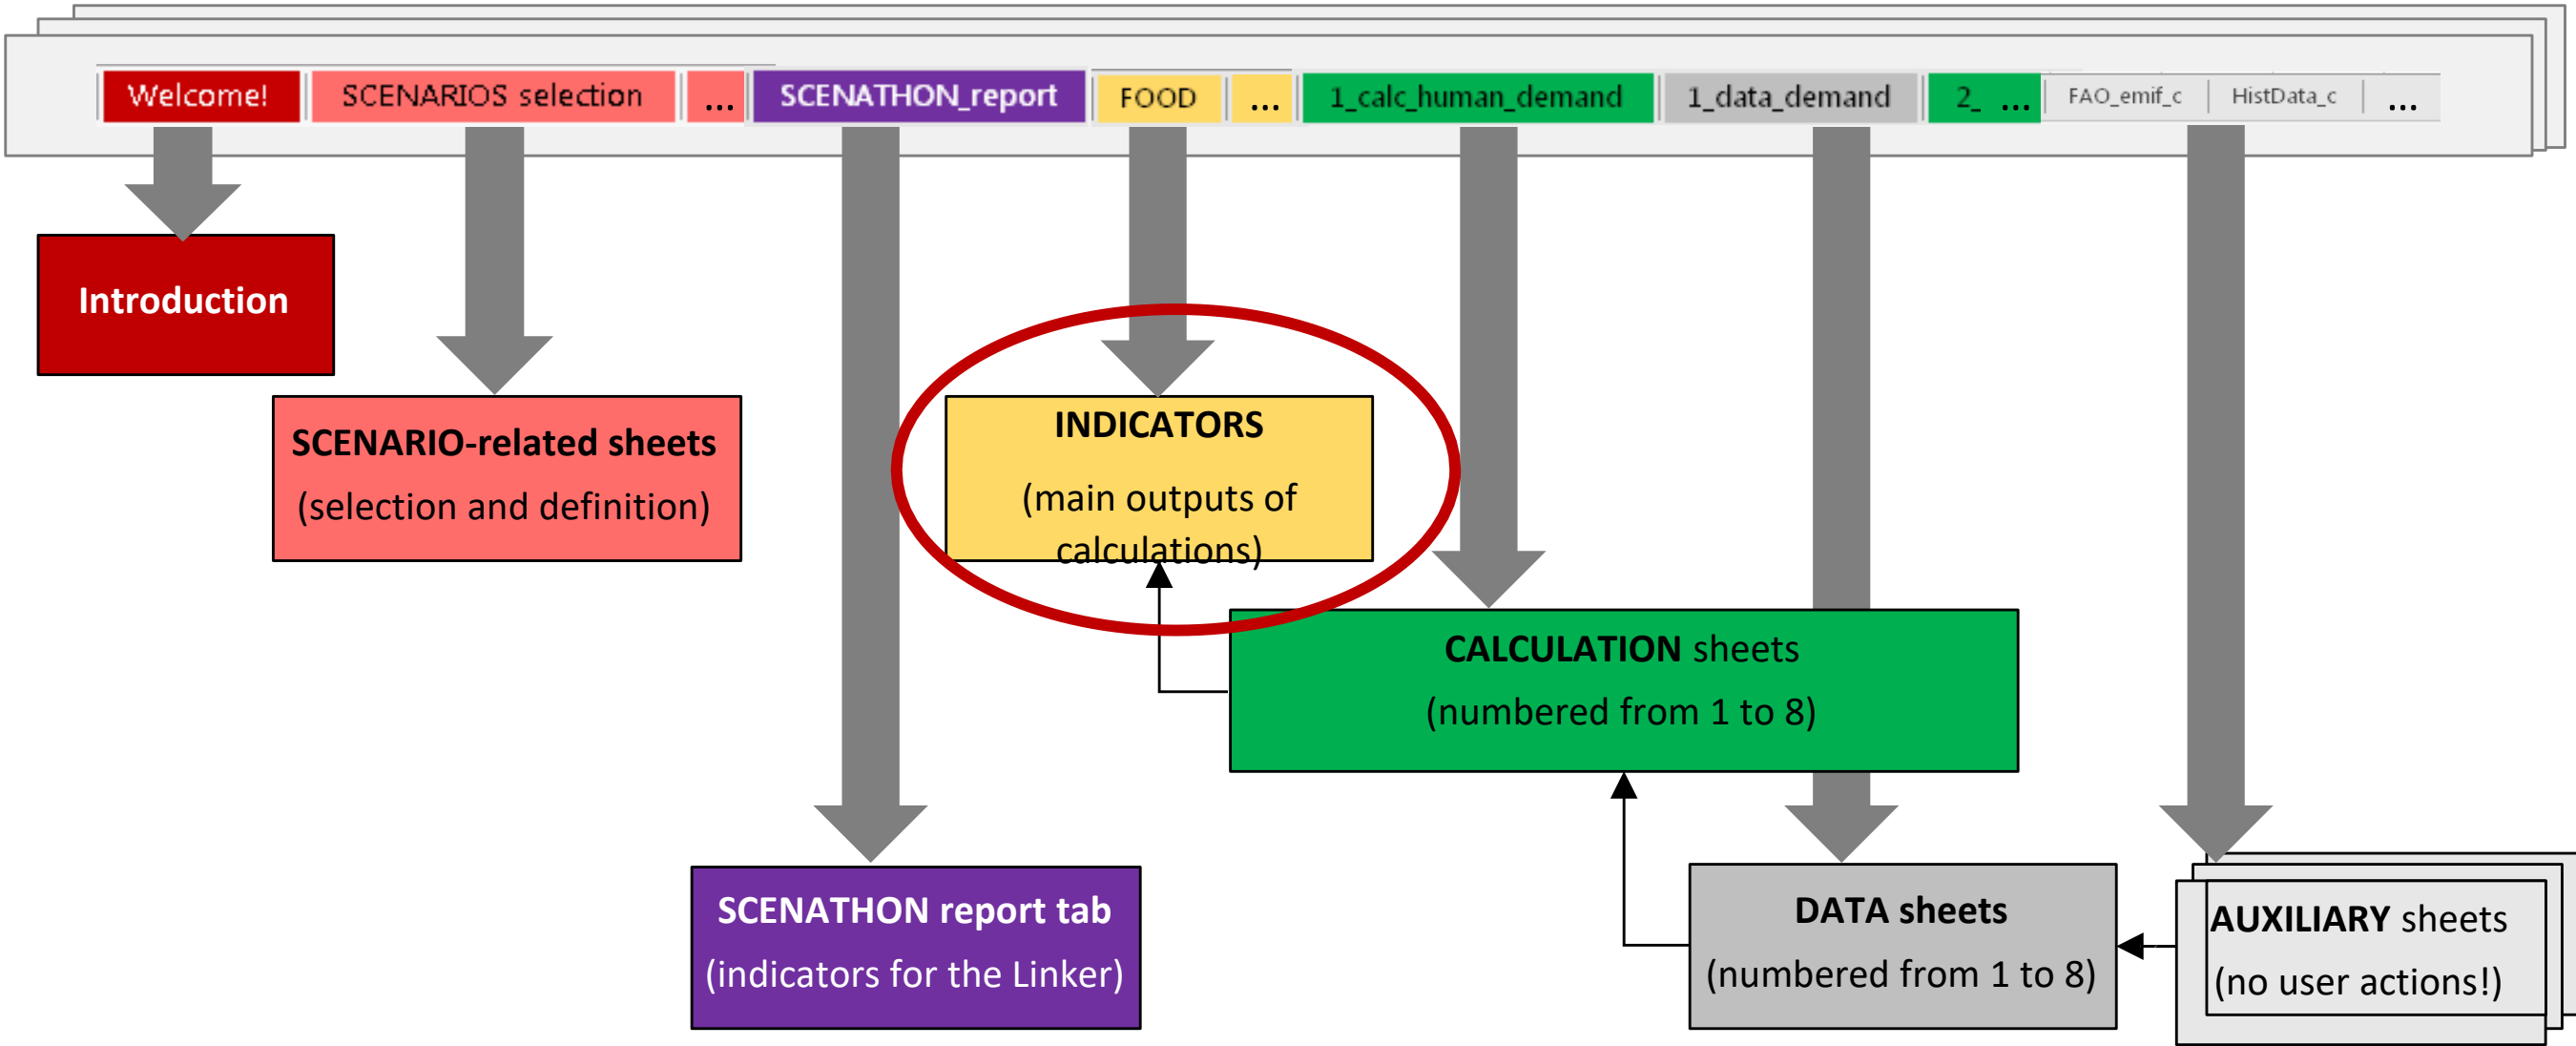 Welcome! SCENARIOS selection ... SCENATHON_report FOOD ... 1_calc_human_demand 1_data_demand 2_ ... FAO_emif_c HistData_c ...
Introduction
SCENARIO-related sheets
(selection and definition)
INDICATORS
(main outputs of
calculations)
CALCULATION sheets
(numbered from 1 to 8)
SCENATHON report tab
(indicators for the Linker)
DATA sheets
(numbered from 1 to 8)
AUXILIARY sheets
(no user actions!)